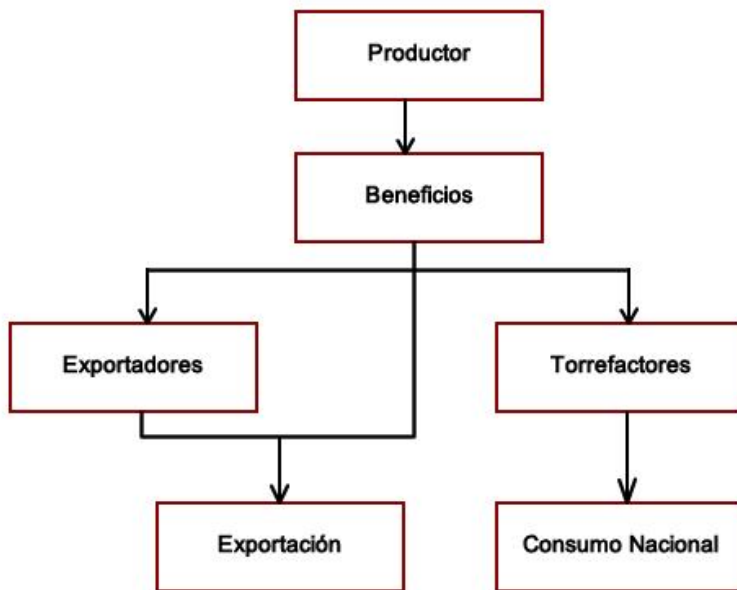 Productor
Beneficios
Exportadores
Torrefactores
Exportación
Consumo Nacional